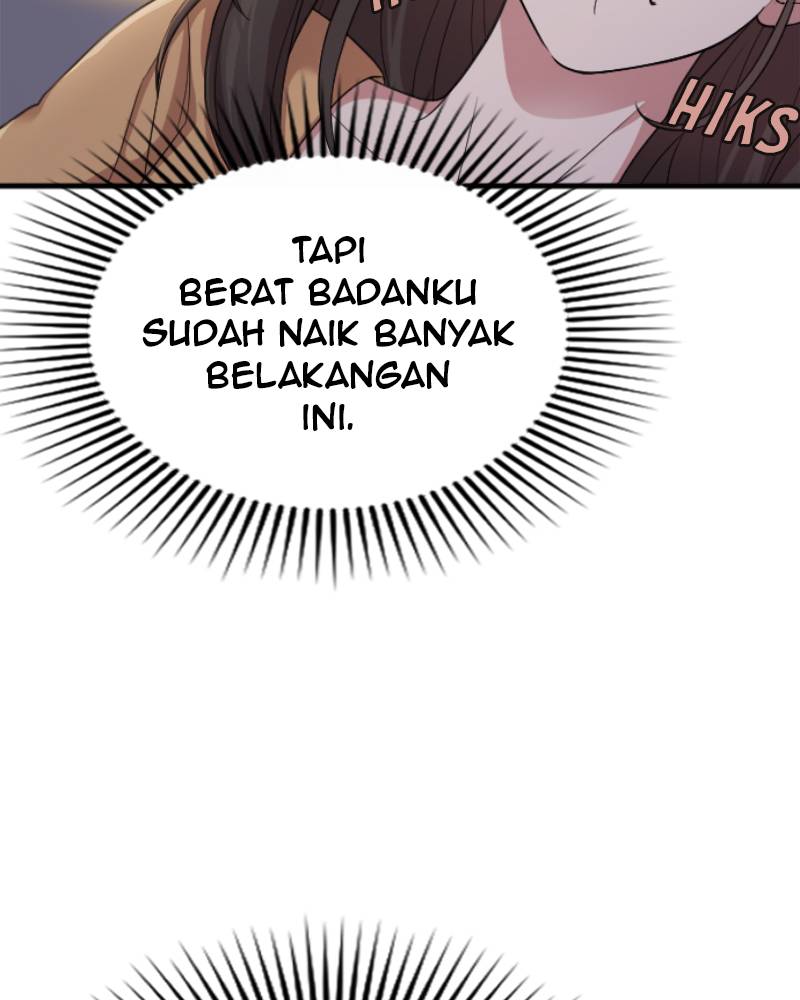 HIKS
TAPI
BERAT BADANKU
SUDAH NAIK BANYAK
BELAKANGAN
INI.